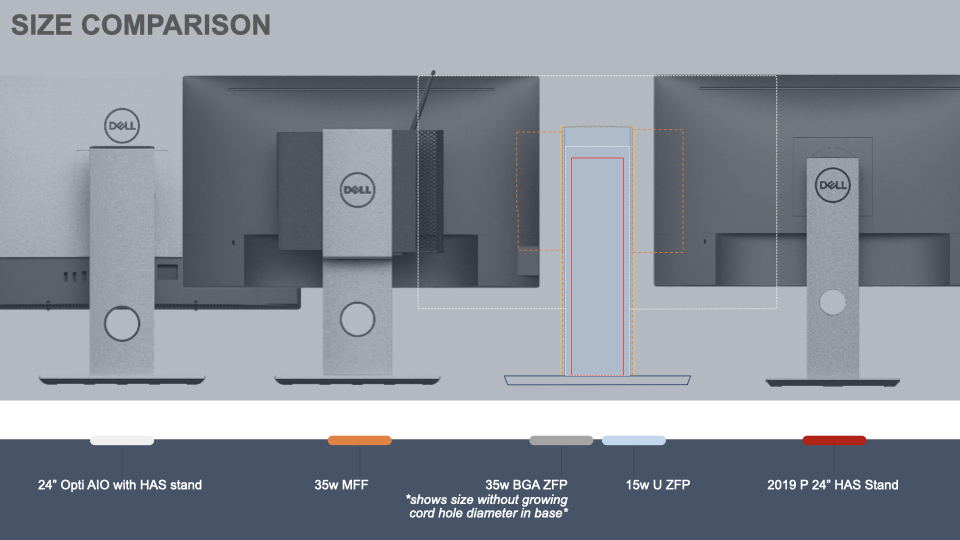 SIZE COMPARISON
DELL
DELL
DELL
24” Opti AIO with HAS stand
35w MFF
35w BGA ZFP
*shows size without growing
cord hole diameter in base*
15w U ZFP
2019 P 24” HAS Stand